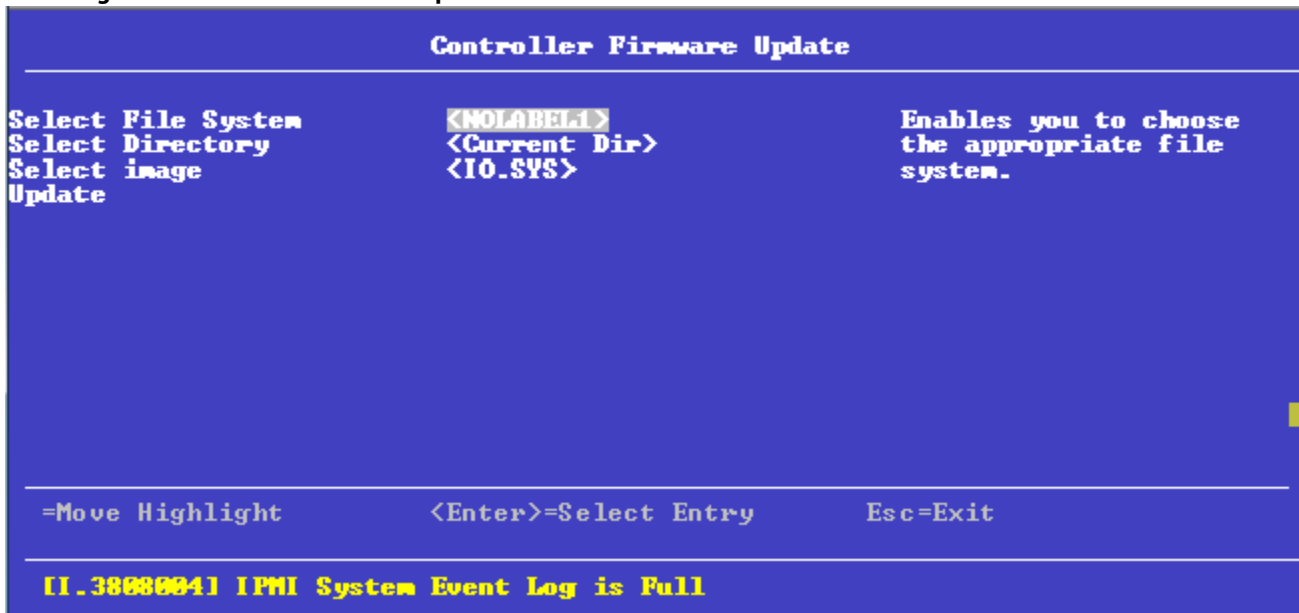 Controller Firmware Update
Select File System <NOLABEL1> Enables you to choose
Select Directory <Current Dir> the appropriate file
Select image <IO.SYS> system.
Update
=Move Highlight <Enter>=Select Entry Esc=Exit
[I.3808004] IPMI System Event Log is Full